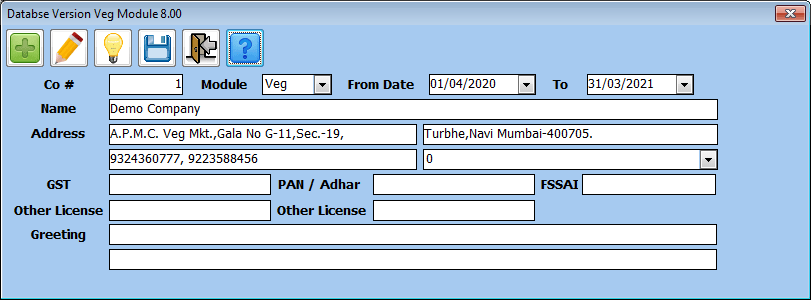 Databse Version Veg Module 8.00
Co # 1 Module Veg From Date 01/04/2020 To 31/03/2021
Name Demo Company
Address A.P.M.C. Veg Mkt.,Gala No G-11,Sec.-19, Turbhe,Navi Mumbai-400705.
9324360777, 9223588456 0
GST PAN / Adhar FSSAI
Other License Other License
Greeting